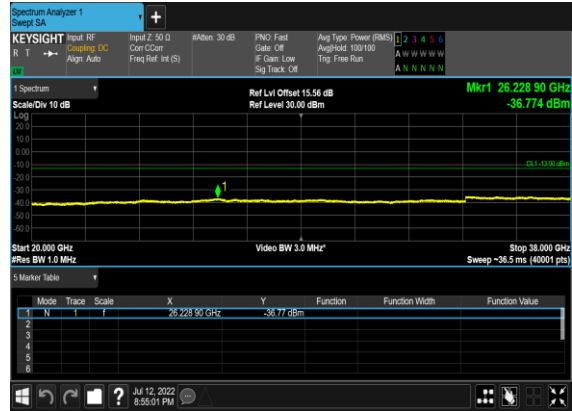 Spectrum Analyzer 1
Swept SA
+
KEYSIGHT Input: RF Input Z: 50 Ω #Atten: 30 dB PNO: Fast Avg Type: Power (RMS) 1 2 3 4 5 6
R T Coupling: DC Corr CCorr Gate: Off Avg|Hold: 100/100 A W W W W W
Align: Auto Freq Ref: Int (S) IF Gain: Low Trig: Free Run
Sig Track: Off A N N N N N
1 Spectrum Ref Lvl Offset 15.56 dB Mkr1 26.228 90 GHz
Scale/Div 10 dB Ref Level 30.00 dBm -36.774 dBm
Log
20.0
10.0
0.00
-10.0 DL1 -13.00 dBm
-20.0
-30.0 1
-40.0
-50.0
-60.0
Start 20.000 GHz Video BW 3.0 MHz* Stop 38.000 GHz
#Res BW 1.0 MHz Sweep ~36.5 ms (40001 pts)
5 Marker Table
Mode Trace Scale X Y Function Function Width Function Value
1 N 1 f 26.228 90 GHz -36.77 dBm
2
3
4
5
6
? Jul 12, 2022
8:55:01 PM